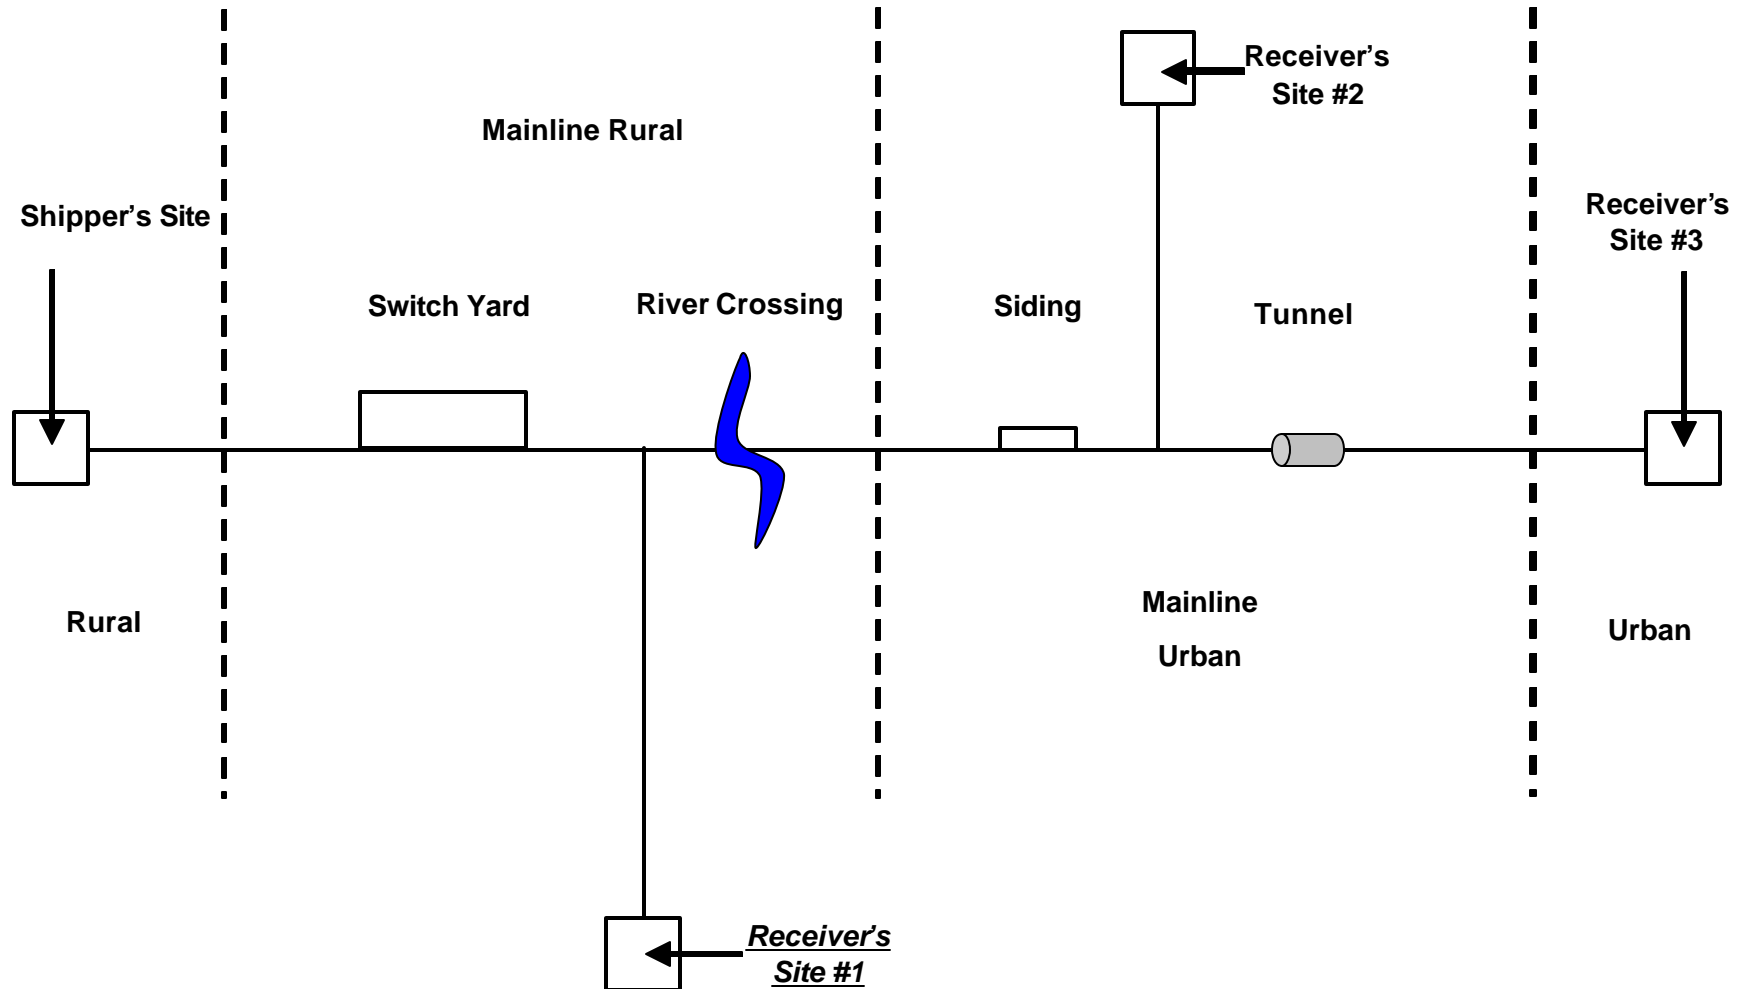 Receiver’s
Site #2
Mainline Rural
Shipper’s Site
Receiver’s
Site #3
Switch Yard
River Crossing
Siding
Tunnel
Mainline
Urban
Rural
Urban
Receiver’s
Site #1